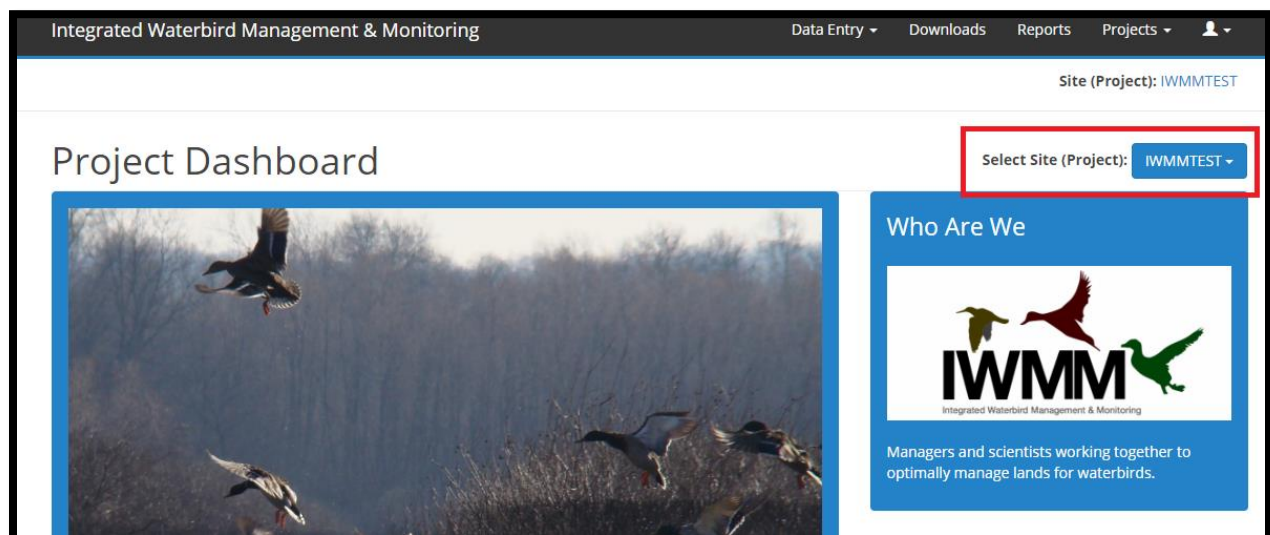 Integrated Waterbird Management & Monitoring
Data Entry Downloads Reports Projects
Site (Project): IWMMTEST
Project Dashboard
Select Site (Project): IWMMTEST
Who Are We
IWMM
Integrated Waterbird Management & Monitoring
Managers and scientists working together to
optimally manage lands for waterbirds.